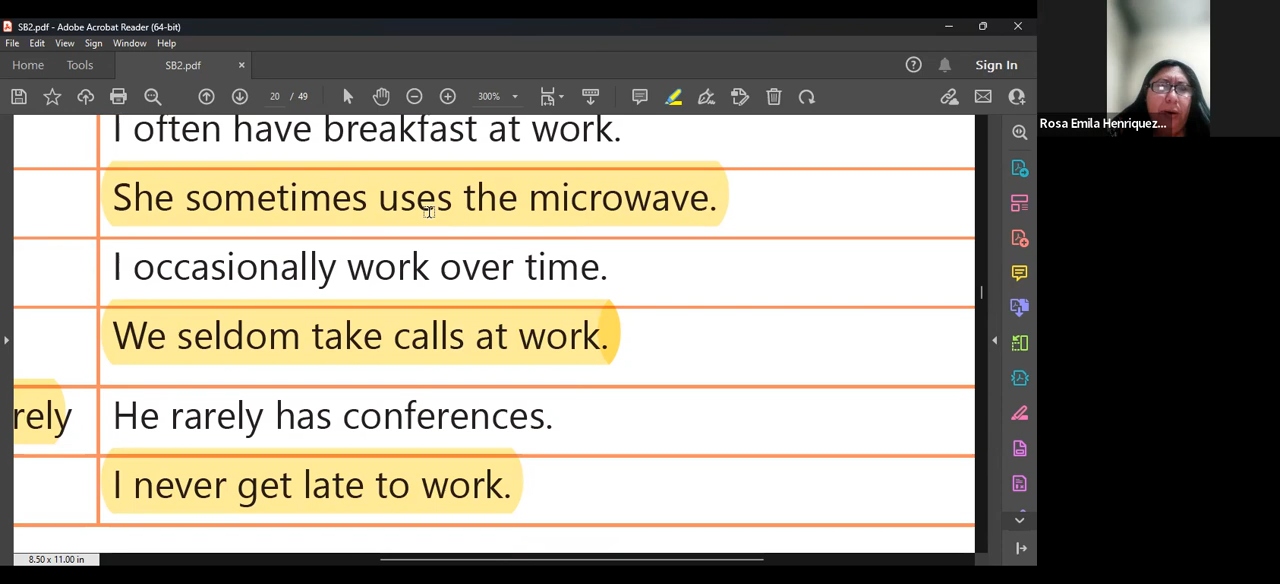 SB2.pdf - Adobe Acrobat Reader (64-bit)
File Edit View Sign Window Help
Home Tools SB2.pdf × Sign In
20 / 49 300%
I often have breakfast at work.
She sometimes uses the microwave.
I occasionally work over time.
We seldom take calls at work.
rely He rarely has conferences.
I never get late to work.
8.50 x 11.00 in
Rosa Emila Henriquez...